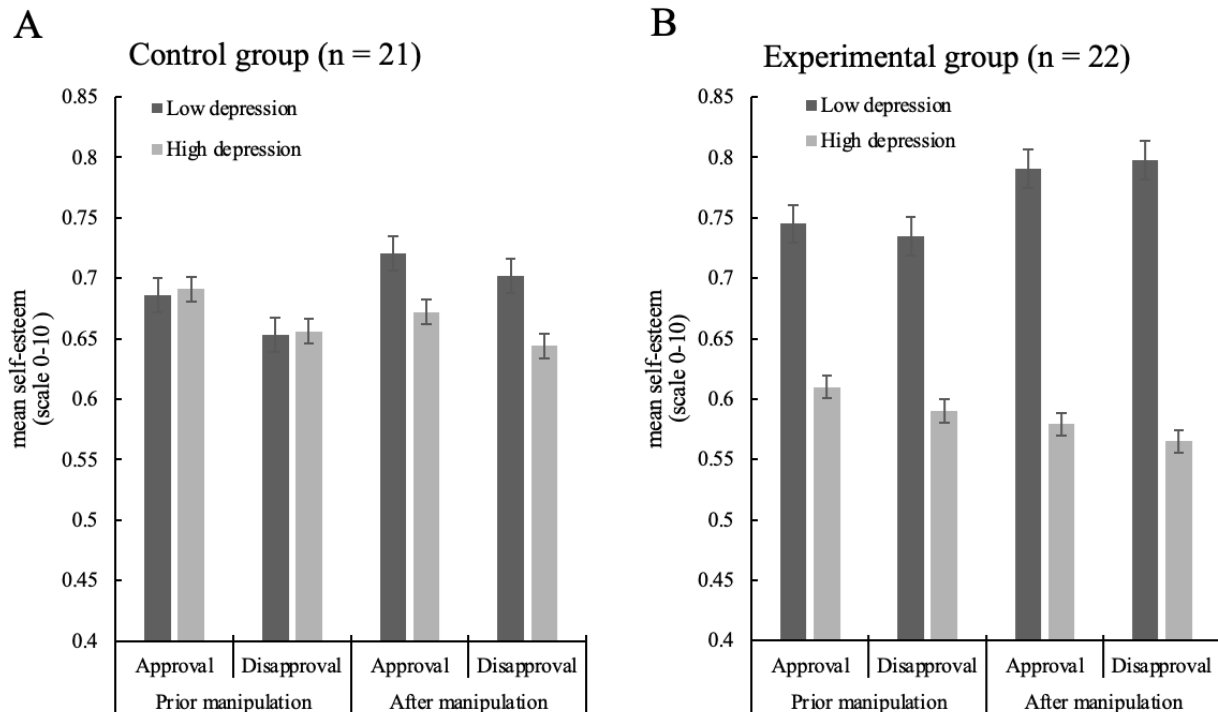 A
Control group (n = 21)
Low depression
High depression
0.85
0.8
0.75
0.7
0.65
0.6
0.55
0.5
0.45
0.4
mean self-esteem
(scale 0-10 )
Approval
Disapproval
Approval
Disapproval
Prior manipulation
After manipulation
B
Experimental group (n = 22)
Low depression
High depression
0.85
0.8
0.75
0.7
0.65
0.6
0.55
0.5
0.45
0.4
mean self-esteem
(scale 0-10)
Approval
Disapproval
Approval
Disapproval
Prior manipulation
After manipulation